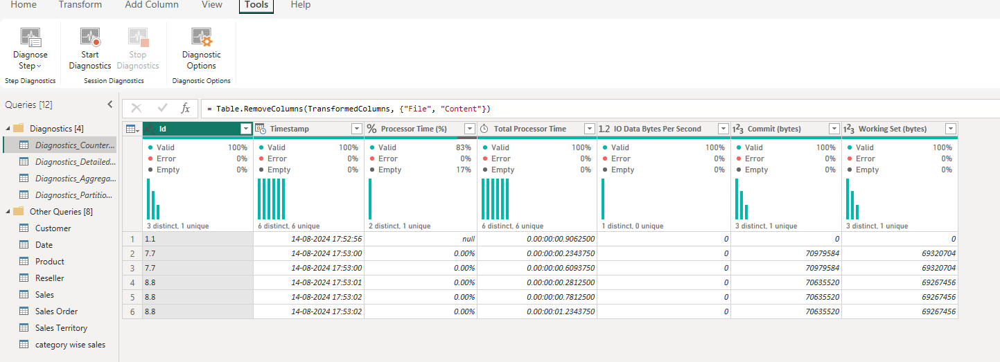 Home Transform Add Column View Tools Help
Diagnose Step
Start Diagnostics
Stop Diagnostics
Diagnostic Options
Step Diagnostics Session Diagnostics Diagnostic Options
Queries [12]
fx = Table.RemoveColumns(TransformedColumns, {"File", "Content"})
Diagnostics [4]
Diagnostics_Counter...
Diagnostics_Detailed...
Diagnostics_Aggrega...
Diagnostics_Partitio...
Other Queries [8]
Customer
Date
Product
Reseller
Sales
Sales Order
Sales Territory
category wise sales
Id Timestamp % Processor Time (%) Total Processor Time 1.2 IO Data Bytes Per Second 123 Commit (bytes) 123 Working Set (bytes)
Valid 100% Valid 100% Valid 83% Valid 100% Valid 100% Valid 100% Valid 100%
Error 0% Error 0% Error 0% Error 0% Error 0% Error 0% Error 0%
Empty 0% Empty 0% Empty 17% Empty 0% Empty 0% Empty 0% Empty 0%
3 distinct, 1 unique 6 distinct, 6 unique 2 distinct, 1 unique 6 distinct, 6 unique 1 distinct, 0 unique 3 distinct, 1 unique 3 distinct, 1 unique
1 1.1 14-08-2024 17:52:56 null 0.00:00:00.9062500 0 0 0
2 7.7 14-08-2024 17:53:00 0.00% 0.00:00:00.2343750 0 70979584 69320704
3 7.7 14-08-2024 17:53:00 0.00% 0.00:00:00.6093750 0 70979584 69320704
4 8.8 14-08-2024 17:53:01 0.00% 0.00:00:00.2812500 0 70635520 69267456
5 8.8 14-08-2024 17:53:02 0.00% 0.00:00:00.7812500 0 70635520 69267456
6 8.8 14-08-2024 17:53:02 0.00% 0.00:00:01.2343750 0 70635520 69267456